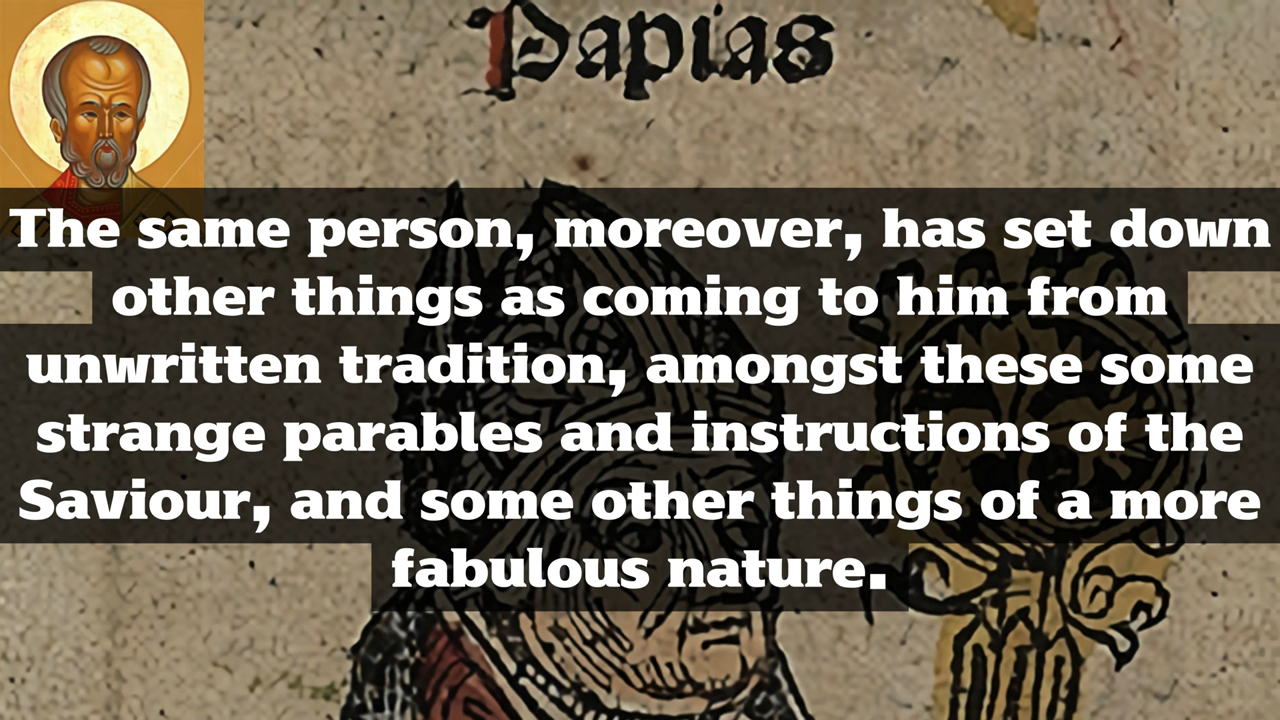 Papias
The same person, moreover, has set down
other things as coming to him from
unwritten tradition, amongst these some
strange parables and instructions of the
Saviour, and some other things of a more
fabulous nature.